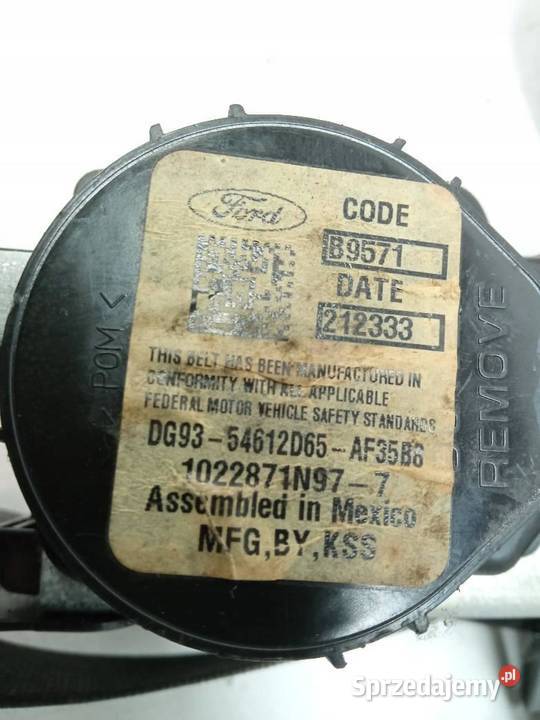 Ford
CODE
B9571
DATE
212333
THIS BELT HAS BEEN MANUFACTURED IN
CONFORMITY WITH ALL APPLICABLE
FEDERAL MOTOR VEHICLE SAFETY STANDARDS
DG93-54612D65-AF35B6
1022871N97-7
Assembled in Mexico
MFG,BY,KSS
> POM <
REMOVE
Sprzedajemy.pl